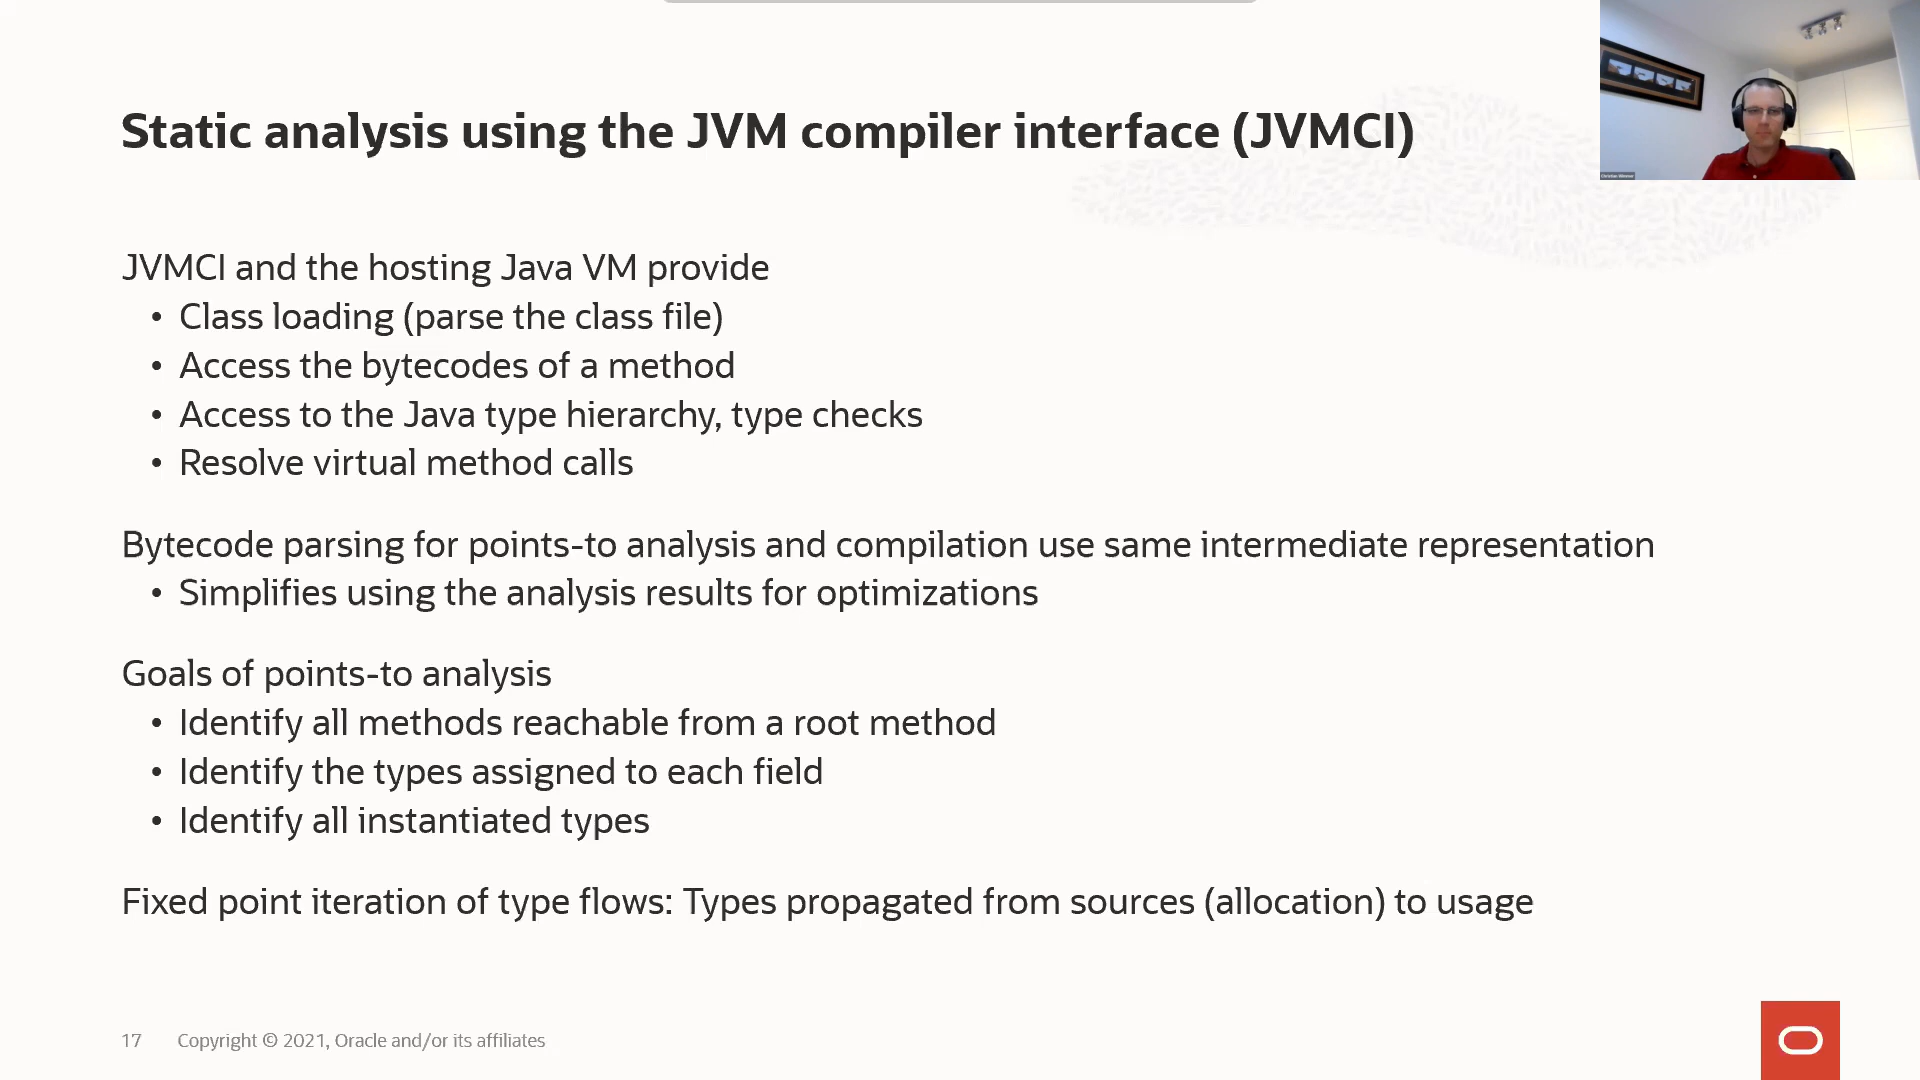 Static analysis using the JVM compiler interface (JVMCI)
JVMCI and the hosting Java VM provide
• Class loading (parse the class file)
• Access the bytecodes of a method
• Access to the Java type hierarchy, type checks
• Resolve virtual method calls
Bytecode parsing for points-to analysis and compilation use same intermediate representation
• Simplifies using the analysis results for optimizations
Goals of points-to analysis
• Identify all methods reachable from a root method
• Identify the types assigned to each field
• Identify all instantiated types
Fixed point iteration of type flows: Types propagated from sources (allocation) to usage
17 Copyright © 2021, Oracle and/or its affiliates